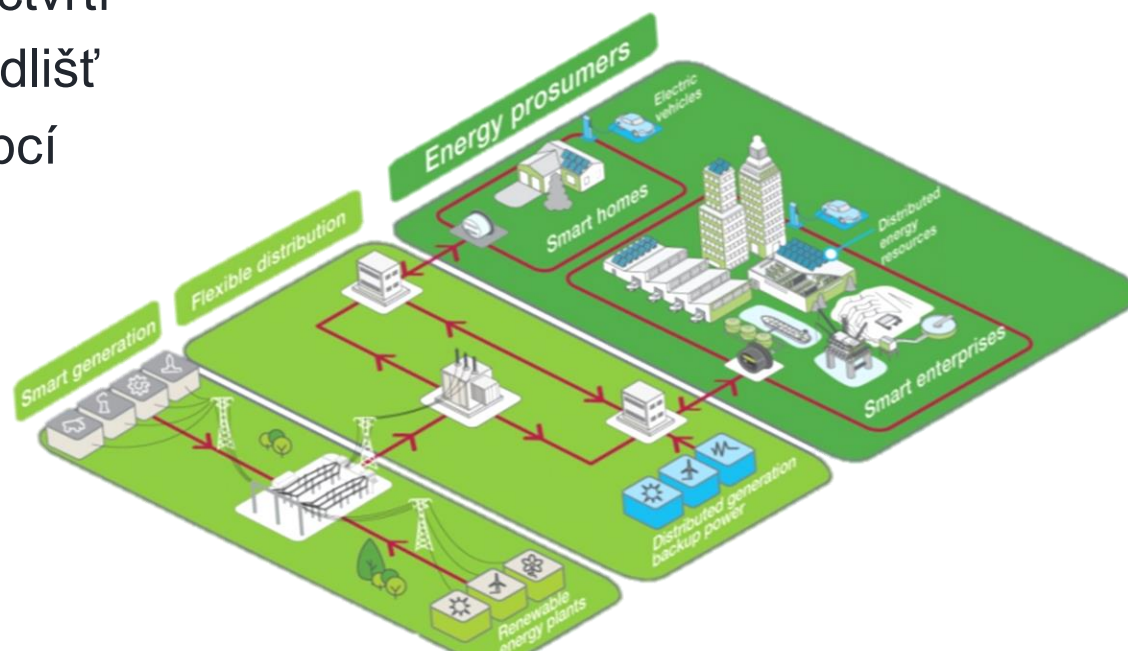 dlišť
Energy prosumers
Electric
vehicles
Smart homes
Distributed
energy
resources
Smart enterprises
Flexible distribution
Smart generation
Distributed generation
backup power
Renewable
energy plants